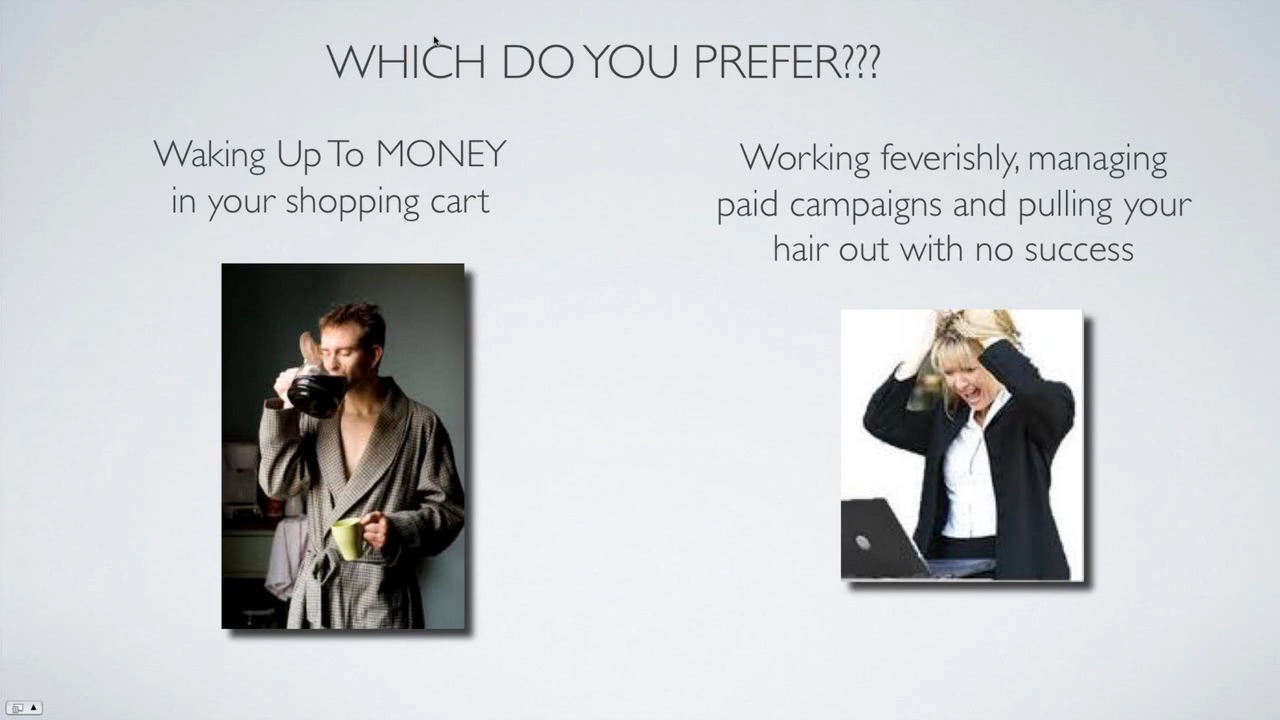 WHICH DO YOU PREFER???
Waking Up To MONEY
in your shopping cart
Working feverishly, managing
paid campaigns and pulling your
hair out with no success